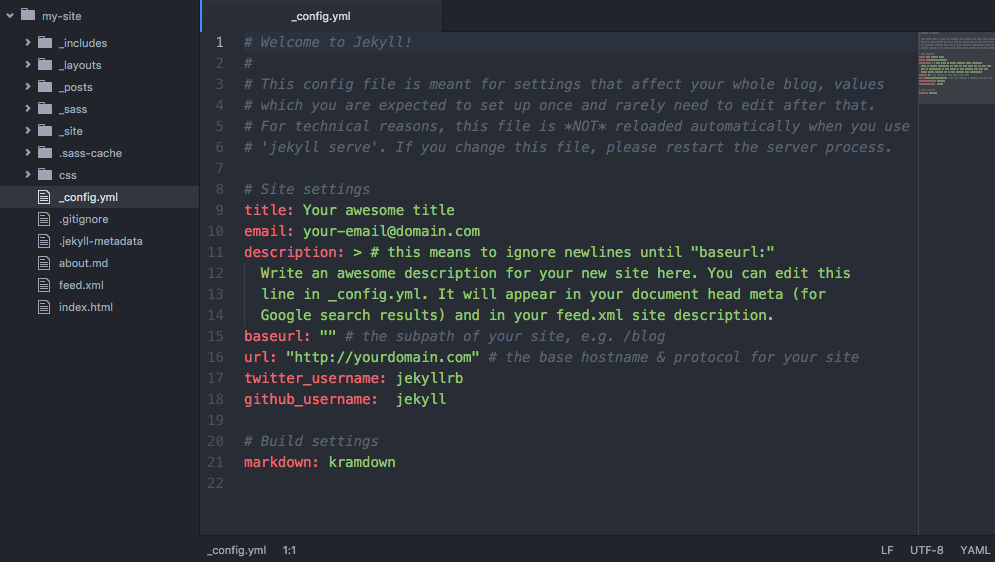 my-site
_includes
_layouts
_posts
_sass
_site
.sass-cache
css
_config.yml
.gitignore
.jekyll-metadata
about.md
feed.xml
index.html
_config.yml
1 # Welcome to Jekyll!
2 #
3 # This config file is meant for settings that affect your whole blog, values
4 # which you are expected to set up once and rarely need to edit after that.
5 # For technical reasons, this file is *NOT* reloaded automatically when you use
6 # 'jekyll serve'. If you change this file, please restart the server process.
7
8 # Site settings
9 title: Your awesome title
10 email: your-email@domain.com
11 description: > # this means to ignore newlines until "baseurl:"
12   Write an awesome description for your new site here. You can edit this
13   line in _config.yml. It will appear in your document head meta (for
14   Google search results) and in your feed.xml site description.
15 baseurl: "" # the subpath of your site, e.g. /blog
16 url: "http://yourdomain.com" # the base hostname & protocol for your site
17 twitter_username: jekyllrb
18 github_username:  jekyll
19
20 # Build settings
21 markdown: kramdown
22
_config.yml 1:1 LF UTF-8 YAML